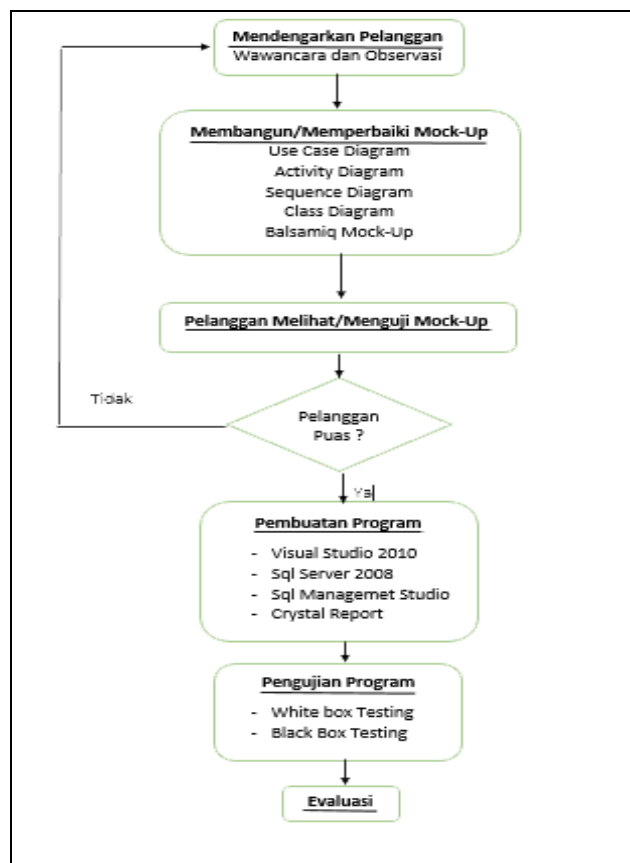 Mendengarkan Pelanggan
Wawancara dan Observasi
Membangun/Memperbaiki Mock-Up
Use Case Diagram
Activity Diagram
Sequence Diagram
Class Diagram
Balsamiq Mock-Up
Pelanggan Melihat/Menguji Mock-Up
Tidak
Pelanggan
Puas ?
Ya
Pembuatan Program
- Visual Studio 2010
- Sql Server 2008
- Sql Managemet Studio
- Crystal Report
Pengujian Program
- White box Testing
- Black Box Testing
Evaluasi